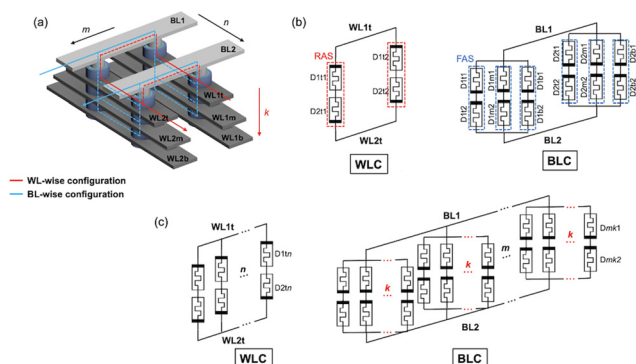 (a)
m
n
BL1
BL2
WL1t
WL1m
WL1b
WL2t
WL2m
WL2b
k
WL-wise configuration
BL-wise configuration
(b)
WL1t
RAS
D1t1
D2t1
D1t2
D2t2
WL2t
WLC
BL1
FAS
D1t1
D1m1
D1b1
D1t2
D1m2
D1b2
D2t1
D2m1
D2b1
D2t2
D2m2
D2b2
BL2
BLC
(c)
WL1t
n
D1tn
D2tn
WL2t
WLC
BL1
k
k
m
k
Dmk1
Dmk2
BL2
BLC